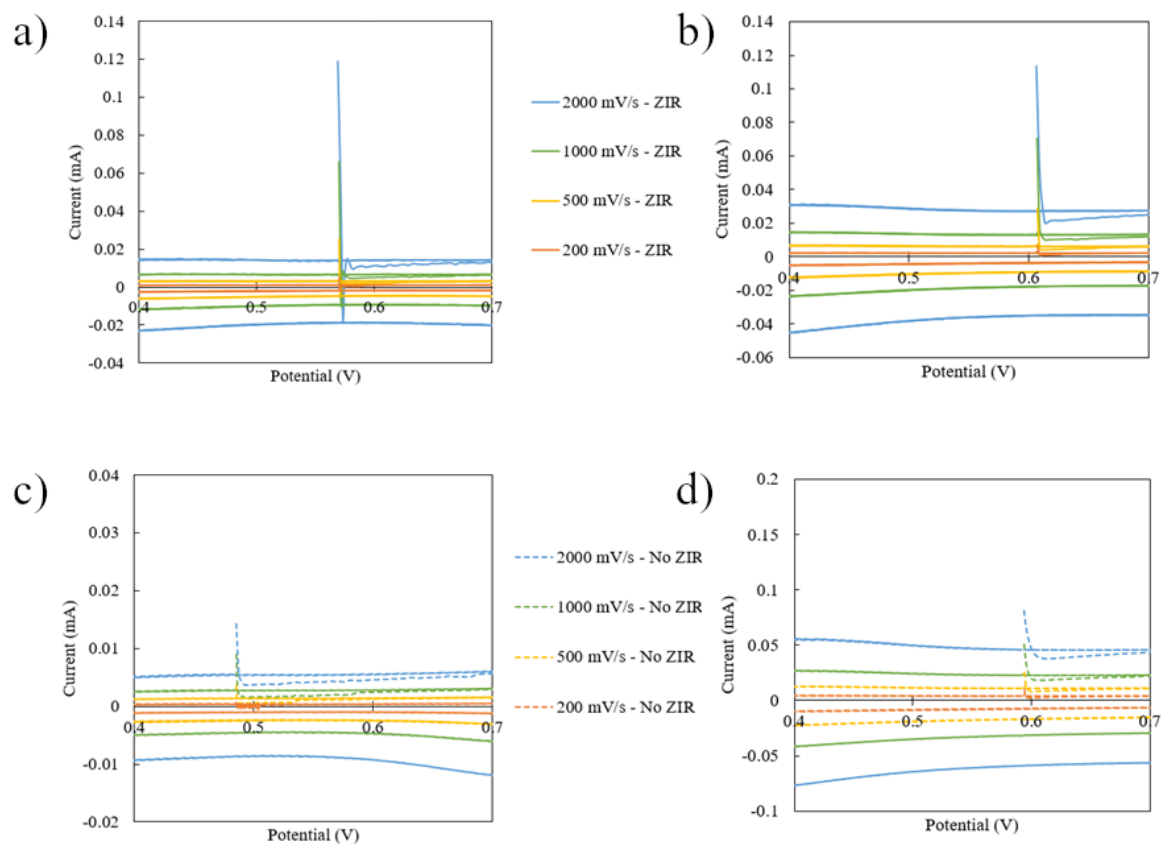 a)
0.14
0.12
0.1
0.08
0.06
0.04
0.02
0
-0.02
-0.04
0.4
0.5
0.6
0.7
Current (mA)
Potential (V)
2000 mV/s - ZIR
1000 mV/s - ZIR
500 mV/s - ZIR
200 mV/s - ZIR
b)
0.14
0.12
0.1
0.08
0.06
0.04
0.02
0
-0.02
-0.04
-0.06
0.4
0.5
0.6
0.7
Current (mA)
Potential (V)
c)
0.04
0.03
0.02
0.01
0
-0.01
-0.02
0.4
0.5
0.6
0.7
Current (mA)
Potential (V)
2000 mV/s - No ZIR
1000 mV/s - No ZIR
500 mV/s - No ZIR
200 mV/s - No ZIR
d)
0.2
0.15
0.1
0.05
0
-0.05
-0.1
0.4
0.5
0.6
0.7
Current (mA)
Potential (V)